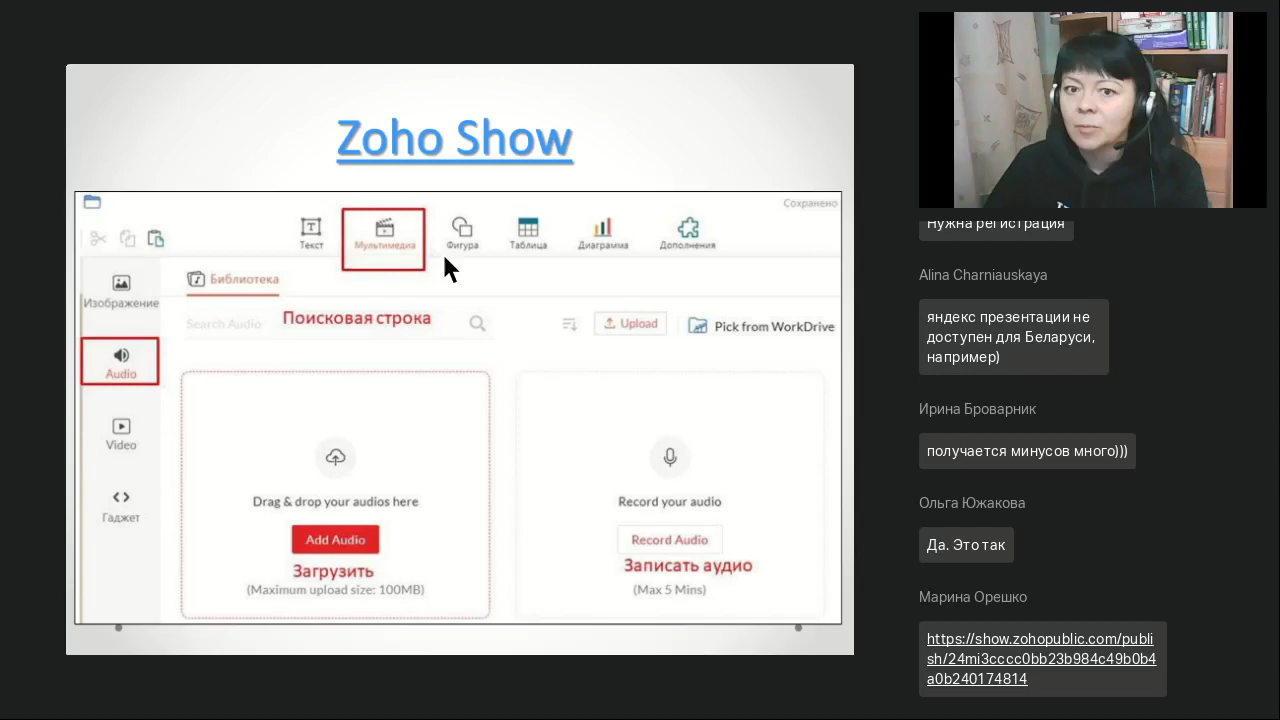 Zoho Show
Сохранено
Текст
Мультимедиа
Фигура
Таблица
Диаграмма
Дополнения
Изображение
Библиотека
Search Audio
Поисковая строка
Upload
Pick from WorkDrive
Audio
Video
Гаджет
Drag & drop your audios here
Add Audio
Загрузить
(Maximum upload size: 100MB)
Record your audio
Record Audio
Записать аудио
(Max 5 Mins)
Нужна регистрация
Alina Charniauskaya
яндекс презентации не
доступен для Беларуси,
например)
Ирина Броварник
получается минусов много)))
Ольга Южакова
Да. Это так
Марина Орешко
https://show.zohopublic.com/publi
sh/24mi3cccc0bb23b984c49b0b4
a0b240174814